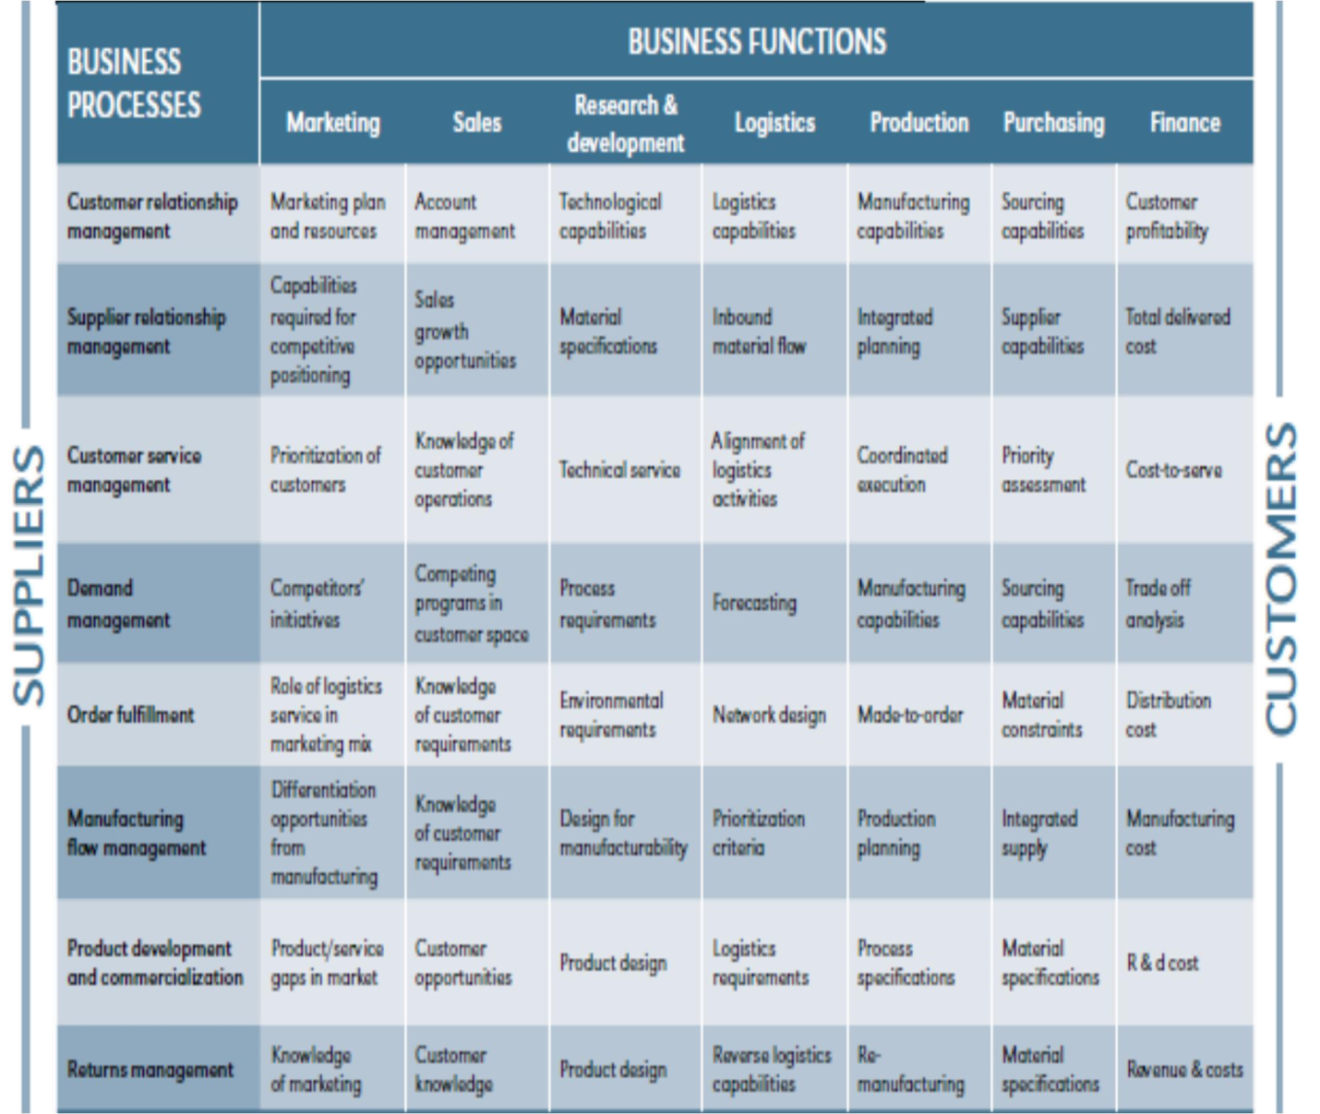 BUSINESS FUNCTIONS
BUSINESS
PROCESSES
Marketing
Sales
Research &
development
Logistics
Production
Purchasing
Finance
Customer relationship
management
Marketing plan
and resources
Account
management
Technological
capabilities
Logistics
capabilities
Manufacturing
capabilities
Sourcing
capabilities
Customer
profitability
Supplier relationship
management
Capabilities
required for
competitive
positioning
Sales
growth
opportunities
Material
specifications
Inbound
material flow
Integrated
planning
Supplier
capabilities
Total delivered
cost
Customer service
management
Prioritization of
customers
Knowledge of
customer
operations
Technical service
Alignment of
logistics
activities
Coordinated
execution
Priority
assessment
Cost-to-serve
Demand
management
Competitors'
initiatives
Competing
programs in
customer space
Process
requirements
Forecasting
Manufacturing
capabilities
Sourcing
capabilities
Trade off
analysis
Order fulfillment
Role of logistics
service in
marketing mix
Knowledge
of customer
requirements
Environmental
requirements
Network design
Made-to-order
Material
constraints
Distribution
cost
Manufacturing
flow management
Differentiation
opportunities
from
manufacturing
Knowledge
of customer
requirements
Design for
manufacturability
Prioritization
criteria
Production
planning
Integrated
supply
Manufacturing
cost
Product development
and commercialization
Product/service
gaps in market
Customer
opportunities
Product design
Logistics
requirements
Process
specifications
Material
specifications
R & d cost
Returns management
Knowledge
of marketing
Customer
knowledge
Product design
Reverse logistics
capabilities
Re-
manufacturing
Material
specifications
Revenue & costs
SUPPLIERS
CUSTOMERS